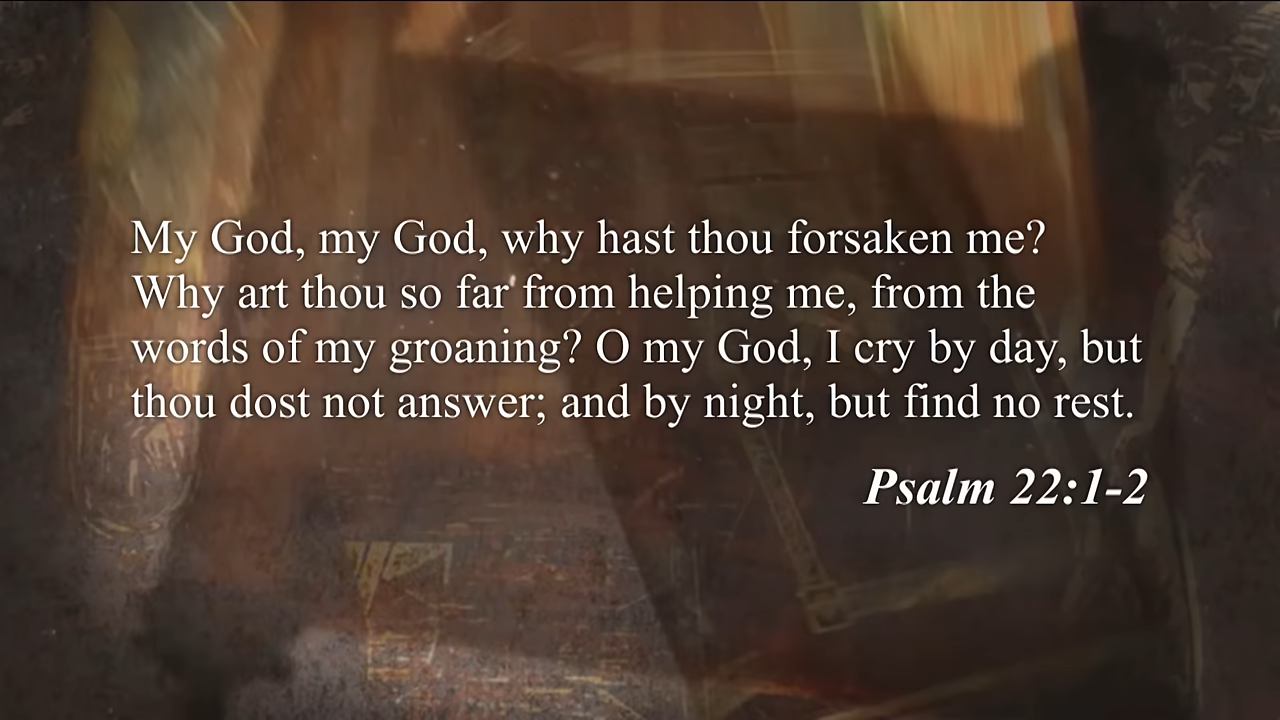 My God, my God, why hast thou forsaken me?
Why art thou so far from helping me, from the
words of my groaning? O my God, I cry by day, but
thou dost not answer; and by night, but find no rest.
Psalm 22:1-2